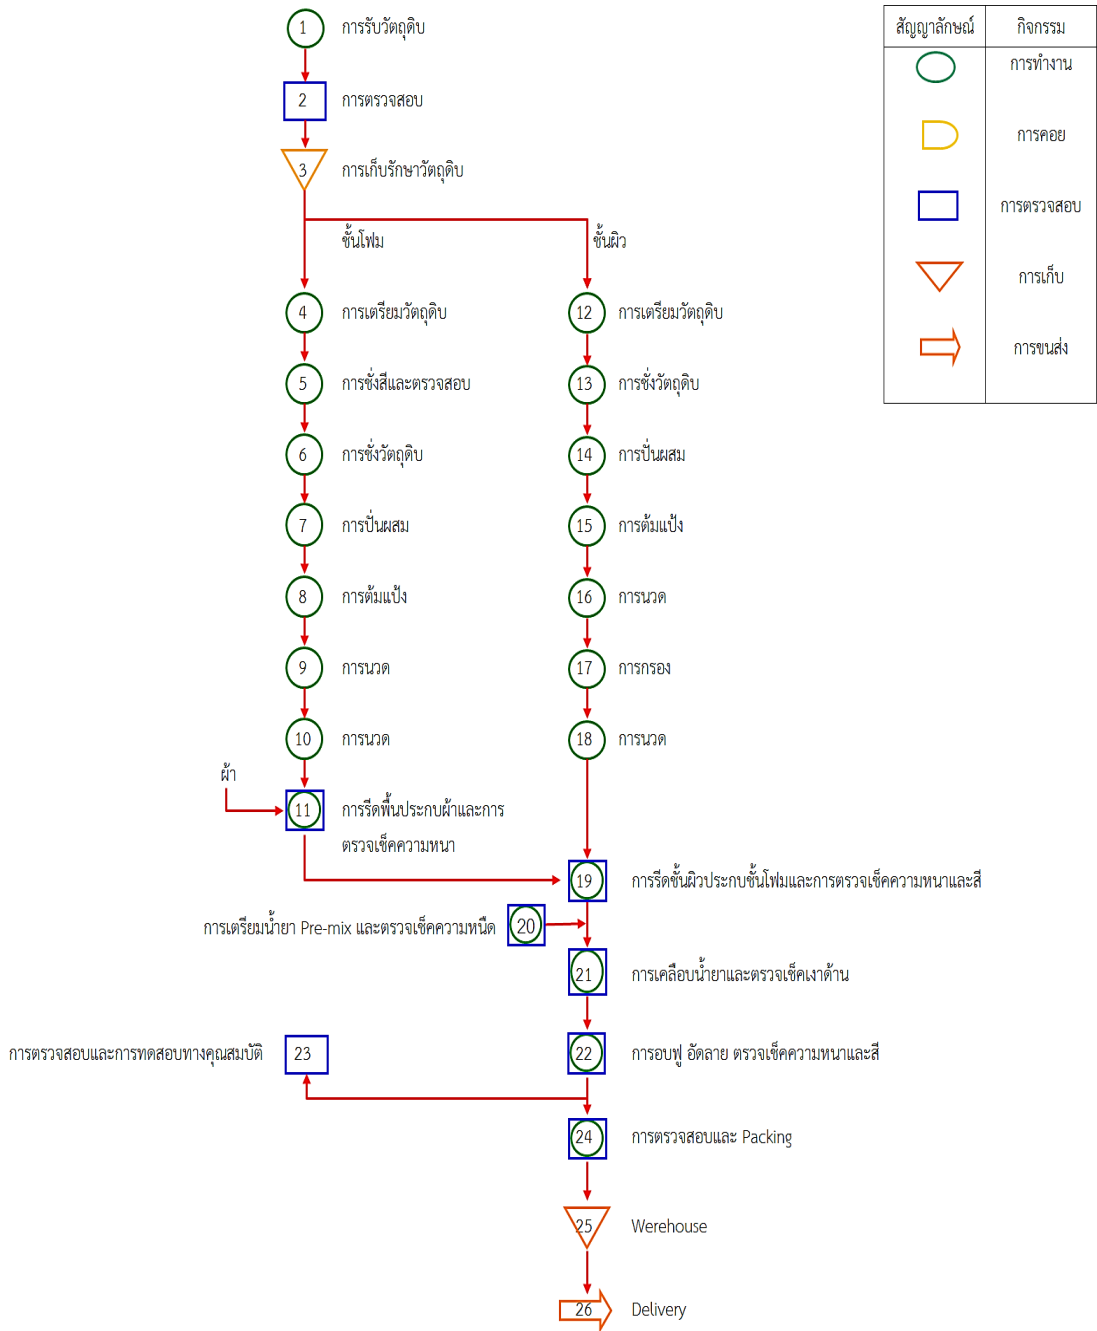 1 การรับวัตถุดิบ
2 การตรวจสอบ
3 การเก็บรักษาวัตถุดิบ
ชั้นโฟม
ชั้นผิว
4 การเตรียมวัตถุดิบ
12 การเตรียมวัตถุดิบ
5 การชั่งสีและตรวจสอบ
13 การชั่งวัตถุดิบ
6 การชั่งวัตถุดิบ
14 การปั่นผสม
7 การปั่นผสม
15 การต้มแป้ง
8 การต้มแป้ง
16 การนวด
9 การนวด
17 การกรอง
10 การนวด
18 การนวด
ผ้า
11 การรีดพื้นประกบผ้าและการ
ตรวจเช็คความหนา
19 การรีดชั้นผิวประกบชั้นโฟมและการตรวจเช็คความหนาและสี
การเตรียมน้ำยา Pre-mix และตรวจเช็คความหนืด 20
21 การเคลือบน้ำยาและตรวจเช็คเงาด้าน
การตรวจสอบและการทดสอบทางคุณสมบัติ 23
22 การอบฟู อัดลาย ตรวจเช็คความหนาและสี
24 การตรวจสอบและ Packing
25 Werehouse
26 Delivery
สัญญาลักษณ์ กิจกรรม
การทำงาน
การคอย
การตรวจสอบ
การเก็บ
การขนส่ง